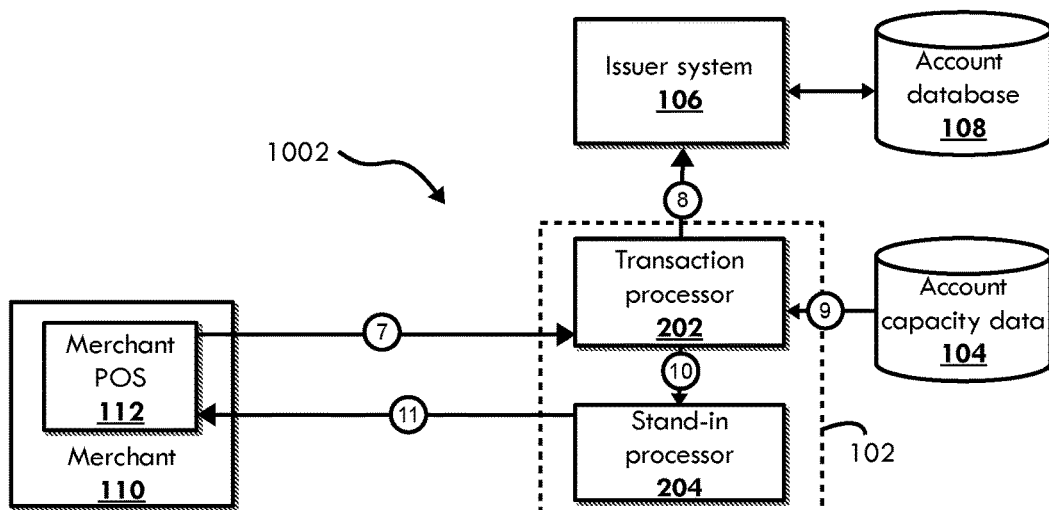 Issuer system
106
Account
database
108
1002
8
Transaction
processor
202
9
Account
capacity data
104
7
10
Merchant
POS
112
11
Stand-in
processor
204
102
Merchant
110